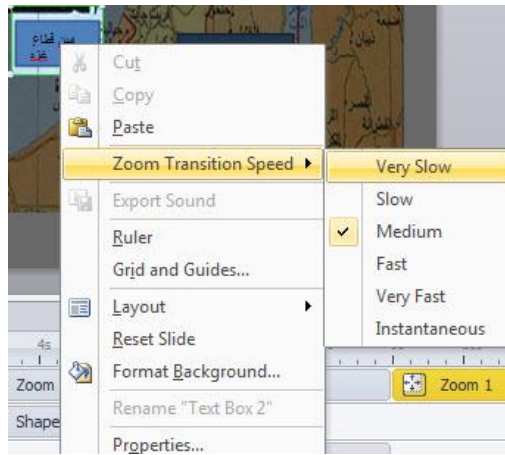 Cut
Copy
Paste
Zoom Transition Speed
Export Sound
Ruler
Grid and Guides...
Layout
Reset Slide
Format Background...
Rename "Text Box 2"
Properties...
Very Slow
Slow
Medium
Fast
Very Fast
Instantaneous
4s
Zoom
Zoom 1
Shape